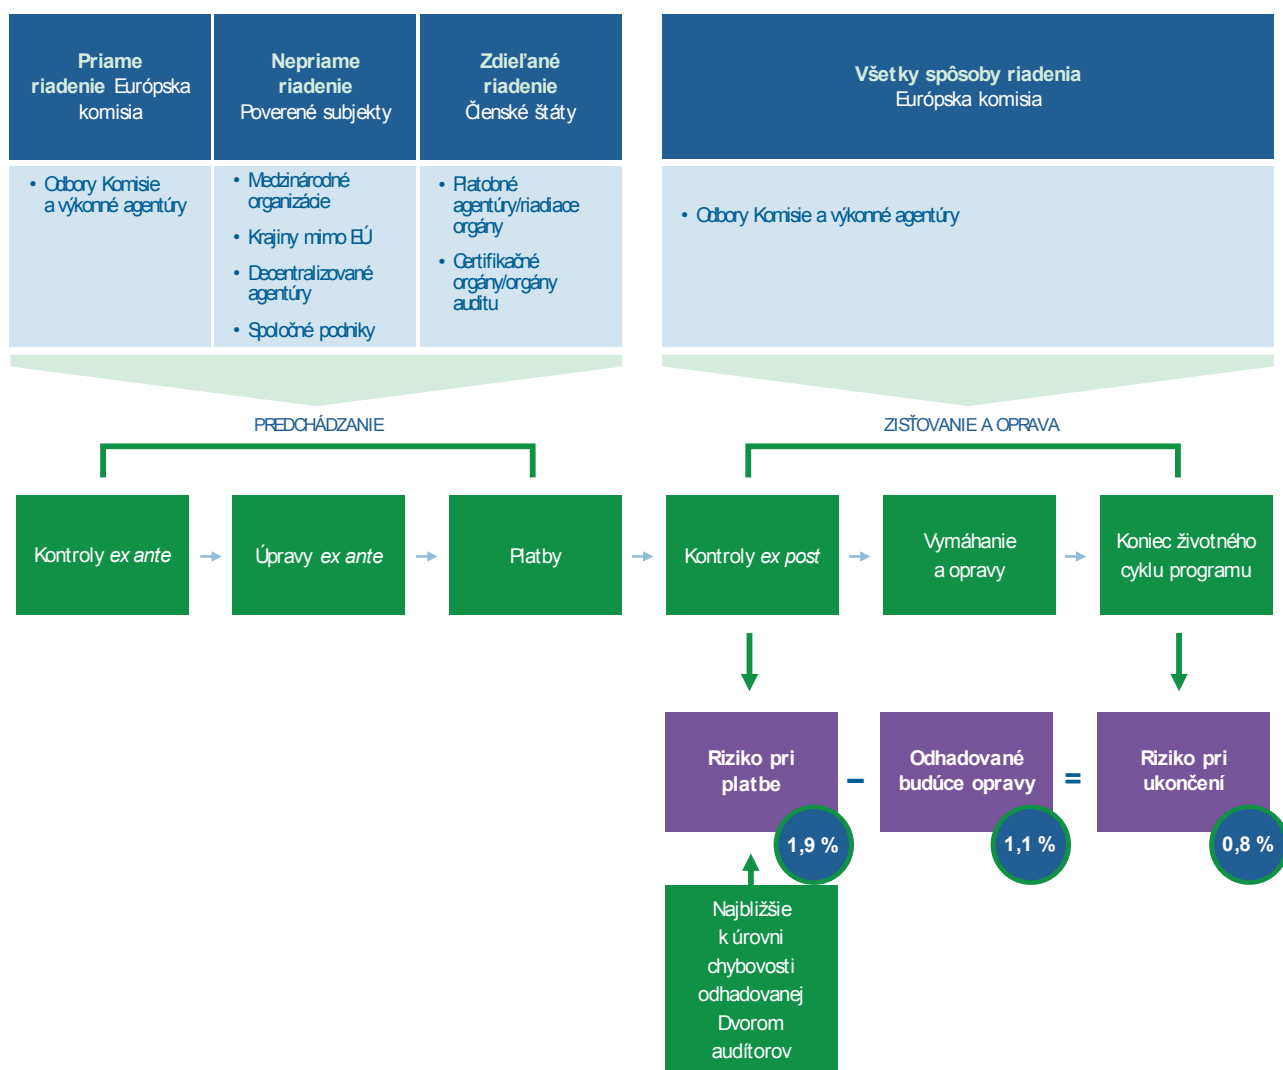 Priame
riadenie Európska
komisia
Nepriame
riadenie
Poverené subjekty
Zdieľané
riadenie
Členské štáty
Všetky spôsoby riadenia
Európska komisia
• Odbory Komisie
a výkonné agentúry
• Medzinárodné
organizácie
• Krajiny mimo EÚ
• Decentralizované
agentúry
• Spoločné podniky
• Platobné
agentúry/riadiace
orgány
• Certifikačné
orgány/orgány
auditu
• Odbory Komisie a výkonné agentúry
PREDCHÁDZANIE
ZISŤOVANIE A OPRAVA
Kontroly ex ante
Úpravy ex ante
Platby
Kontroly ex post
Vymáhanie
a opravy
Koniec životného
cyklu programu
Riziko pri
platbe
1,9 %
–
Odhadované
budúce opravy
1,1 %
=
Riziko pri
ukončení
0,8 %
Najbližšie
k úrovni
chybovosti
odhadovanej
Dvorom
audítorov